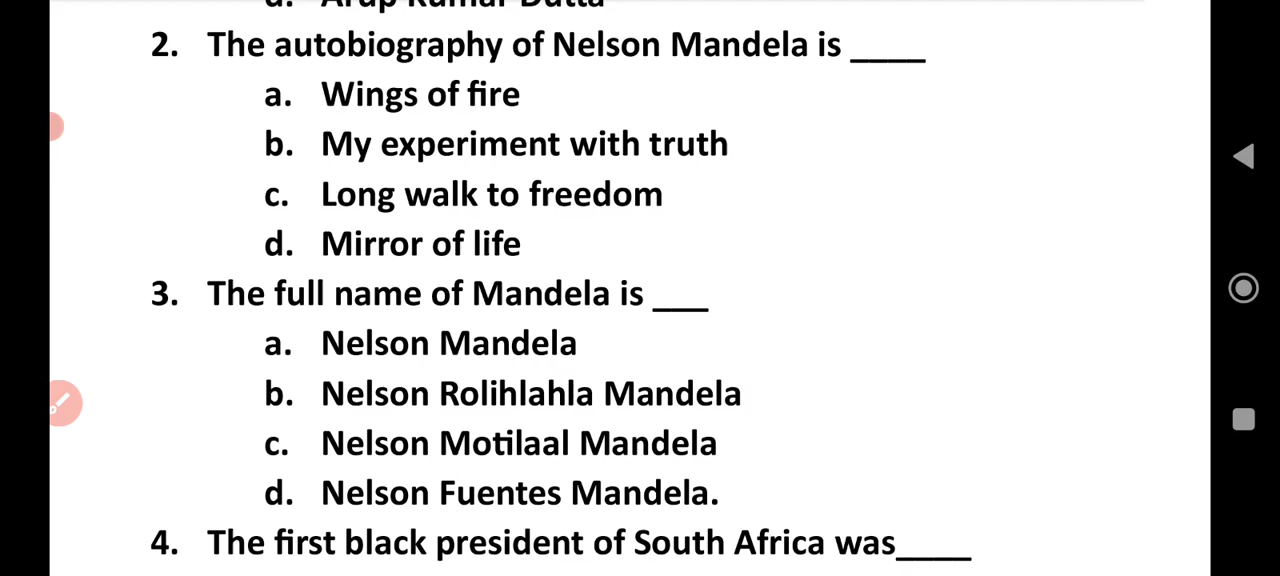 d. Arup Kumar Dutta
2. The autobiography of Nelson Mandela is ____
a. Wings of fire
b. My experiment with truth
c. Long walk to freedom
d. Mirror of life
3. The full name of Mandela is ___
a. Nelson Mandela
b. Nelson Rolihlahla Mandela
c. Nelson Motilaal Mandela
d. Nelson Fuentes Mandela.
4. The first black president of South Africa was____